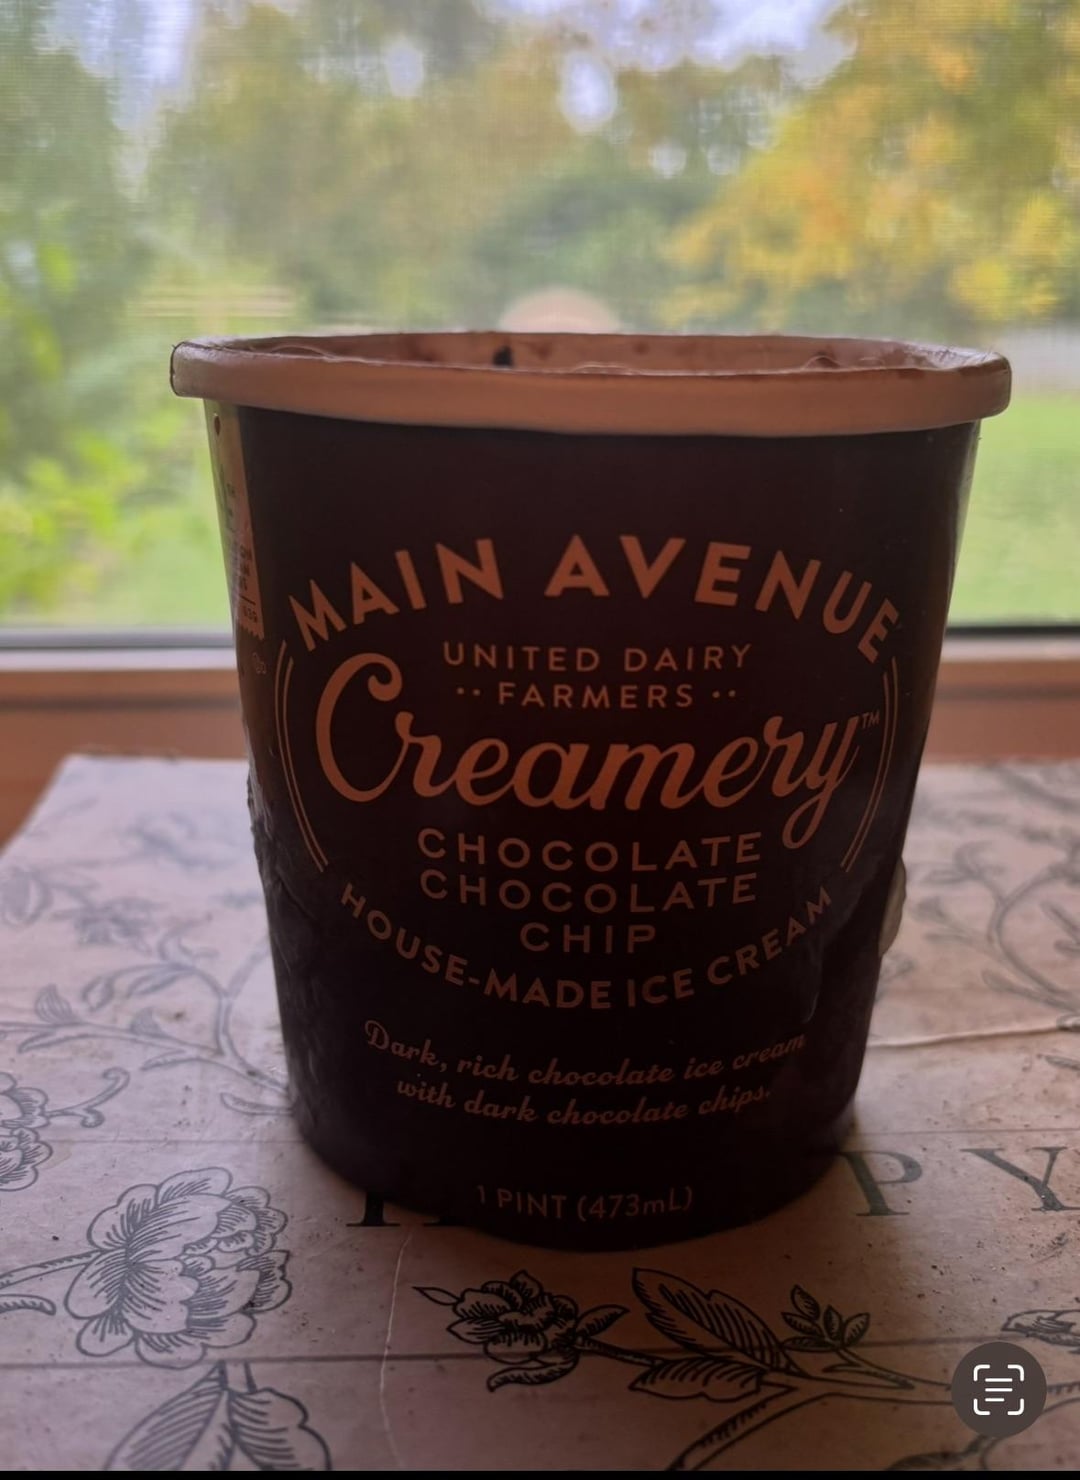 MAIN AVENUE
UNITED DAIRY
·· FARMERS ··
Creamery™
CHOCOLATE
CHOCOLATE
CHIP
HOUSE-MADE ICE CREAM
Dark, rich chocolate ice cream
with dark chocolate chips.
1 PINT (473mL)